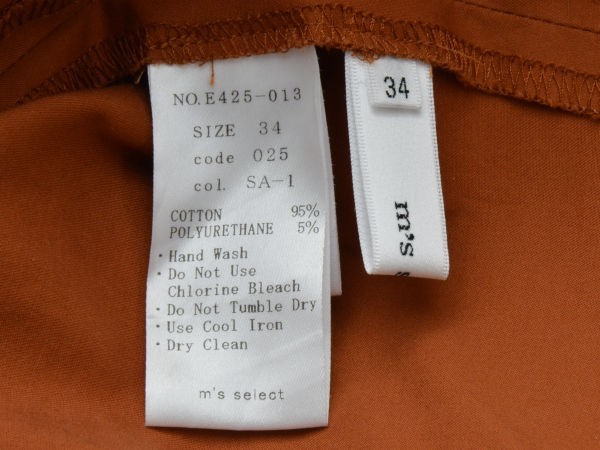 NO.E425-013
SIZE 34
code 025
col. SA-1
COTTON 95%
POLYURETHANE 5%
・Hand Wash
・Do Not Use
Chlorine Bleach
・Do Not Tumble Dry
・Use Cool Iron
・Dry Clean
m's select
34
m's